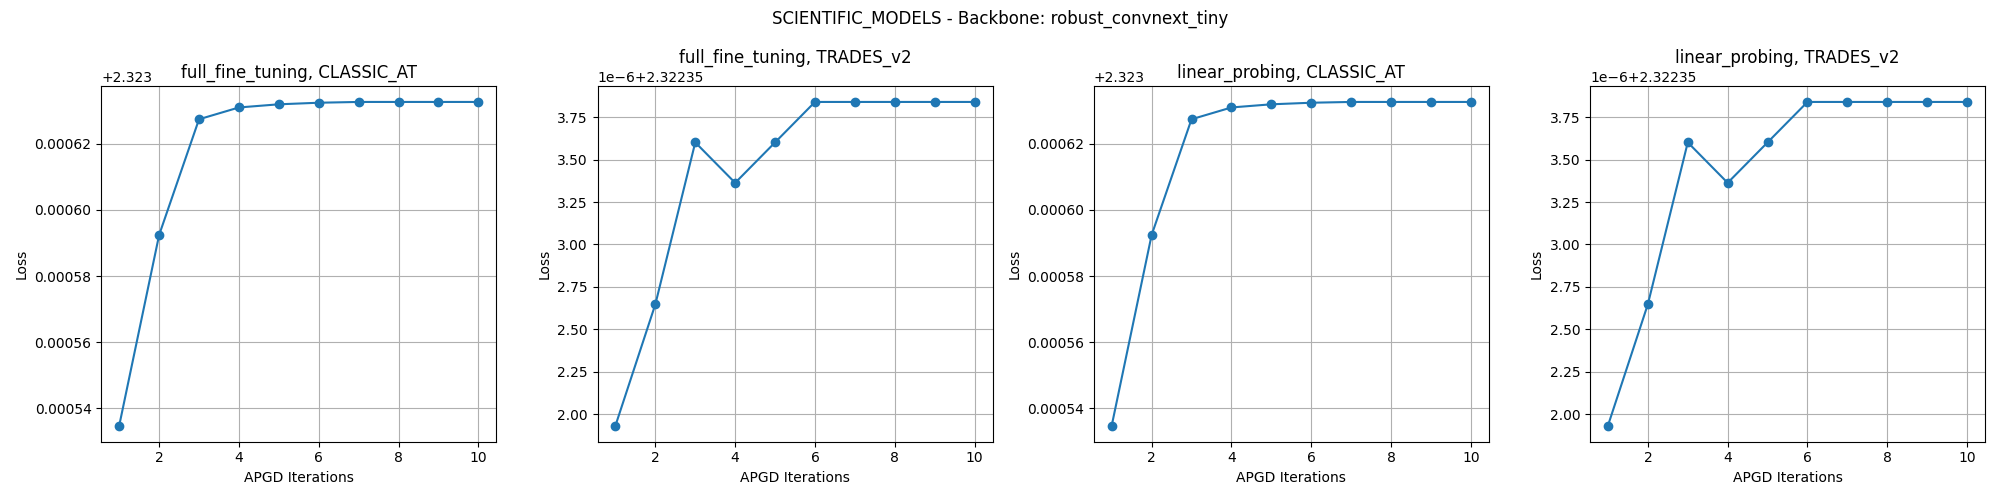 SCIENTIFIC_MODELS - Backbone: robust_convnext_tiny
full_fine_tuning, CLASSIC_AT
+2.323
0.00062
0.00060
0.00058
0.00056
0.00054
Loss
2 4 6 8 10
APGD Iterations
full_fine_tuning, TRADES_v2
1e-6+2.32235
3.75
3.50
3.25
3.00
2.75
2.50
2.25
2.00
Loss
2 4 6 8 10
APGD Iterations
linear_probing, CLASSIC_AT
+2.323
0.00062
0.00060
0.00058
0.00056
0.00054
Loss
2 4 6 8 10
APGD Iterations
linear_probing, TRADES_v2
1e-6+2.32235
3.75
3.50
3.25
3.00
2.75
2.50
2.25
2.00
Loss
2 4 6 8 10
APGD Iterations